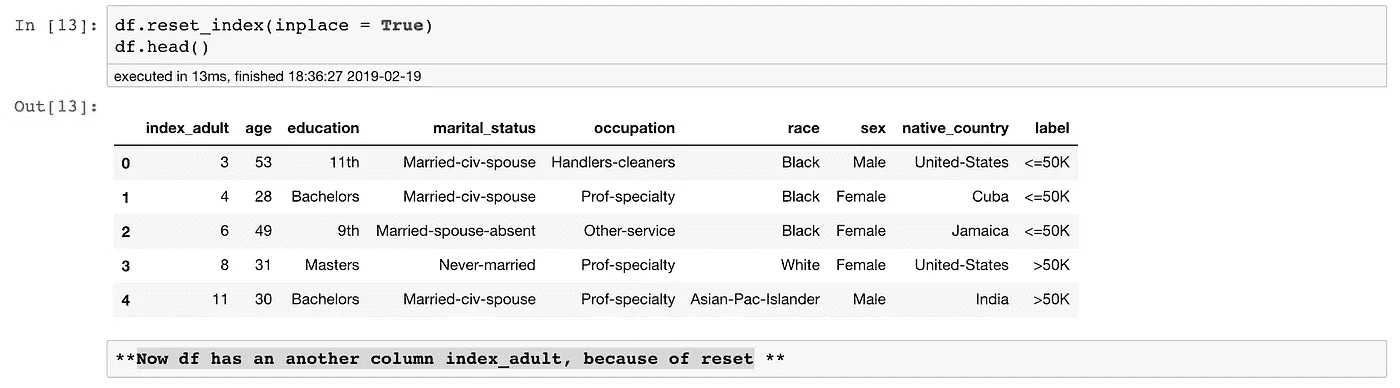 In [13]: df.reset_index(inplace = True)
df.head()
executed in 13ms, finished 18:36:27 2019-02-19
Out[13]:
index_adult age education marital_status occupation race sex native_country label
0 3 53 11th Married-civ-spouse Handlers-cleaners Black Male United-States <=50K
1 4 28 Bachelors Married-civ-spouse Prof-specialty Black Female Cuba <=50K
2 6 49 9th Married-spouse-absent Other-service Black Female Jamaica <=50K
3 8 31 Masters Never-married Prof-specialty White Female United-States >50K
4 11 30 Bachelors Married-civ-spouse Prof-specialty Asian-Pac-Islander Male India >50K
**Now df has an another column index_adult, because of reset **